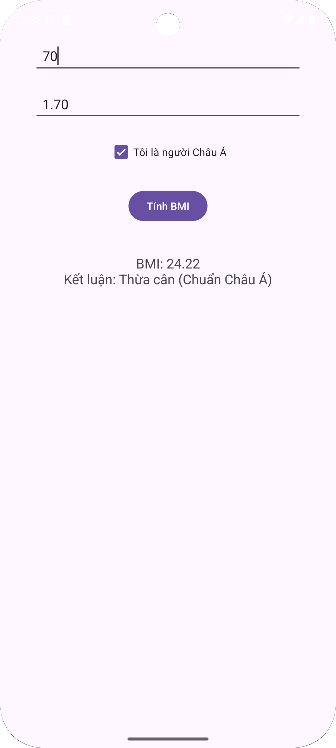 70
1.70
Tôi là người Châu Á
Tính BMI
BMI: 24.22
Kết luận: Thừa cân (Chuẩn Châu Á)